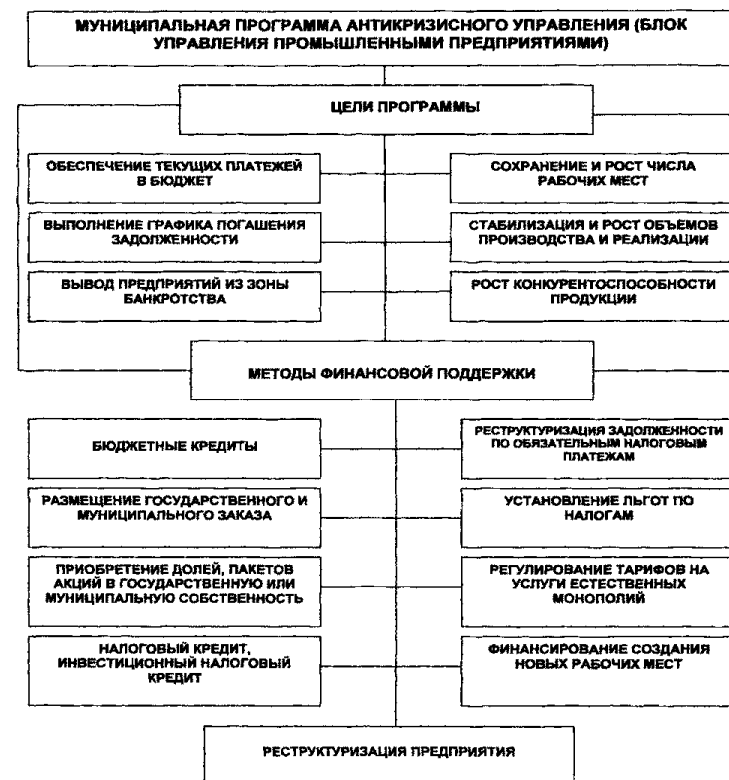 МУНИЦИПАЛЬНАЯ ПРОГРАММА АНТИКРИЗИСНОГО УПРАВЛЕНИЯ (БЛОК
УПРАВЛЕНИЯ ПРОМЫШЛЕННЫМИ ПРЕДПРИЯТИЯМИ)
ЦЕЛИ ПРОГРАММЫ
ОБЕСПЕЧЕНИЕ ТЕКУЩИХ ПЛАТЕЖЕЙ
В БЮДЖЕТ
СОХРАНЕНИЕ И РОСТ ЧИСЛА
РАБОЧИХ МЕСТ
ВЫПОЛНЕНИЕ ГРАФИКА ПОГАШЕНИЯ
ЗАДОЛЖЕННОСТИ
СТАБИЛИЗАЦИЯ И РОСТ ОБЪЕМОВ
ПРОИЗВОДСТВА И РЕАЛИЗАЦИИ
ВЫВОД ПРЕДПРИЯТИЙ ИЗ ЗОНЫ
БАНКРОТСТВА
РОСТ КОНКУРЕНТОСПОСОБНОСТИ
ПРОДУКЦИИ
МЕТОДЫ ФИНАНСОВОЙ ПОДДЕРЖКИ
БЮДЖЕТНЫЕ КРЕДИТЫ
РЕСТРУКТУРИЗАЦИЯ ЗАДОЛЖЕННОСТИ
ПО ОБЯЗАТЕЛЬНЫМ НАЛОГОВЫМ
ПЛАТЕЖАМ
РАЗМЕЩЕНИЕ ГОСУДАРСТВЕННОГО И
МУНИЦИПАЛЬНОГО ЗАКАЗА
УСТАНОВЛЕНИЕ ЛЬГОТ ПО
НАЛОГАМ
ПРИОБРЕТЕНИЕ ДОЛЕЙ, ПАКЕТОВ
АКЦИЙ В ГОСУДАРСТВЕННУЮ ИЛИ
МУНИЦИПАЛЬНУЮ СОБСТВЕННОСТЬ
РЕГУЛИРОВАНИЕ ТАРИФОВ НА
УСЛУГИ ЕСТЕСТВЕННЫХ
МОНОПОЛИЙ
НАЛОГОВЫЙ КРЕДИТ,
ИНВЕСТИЦИОННЫЙ НАЛОГОВЫЙ
КРЕДИТ
ФИНАНСИРОВАНИЕ СОЗДАНИЯ
НОВЫХ РАБОЧИХ МЕСТ
РЕСТРУКТУРИЗАЦИЯ ПРЕДПРИЯТИЯ